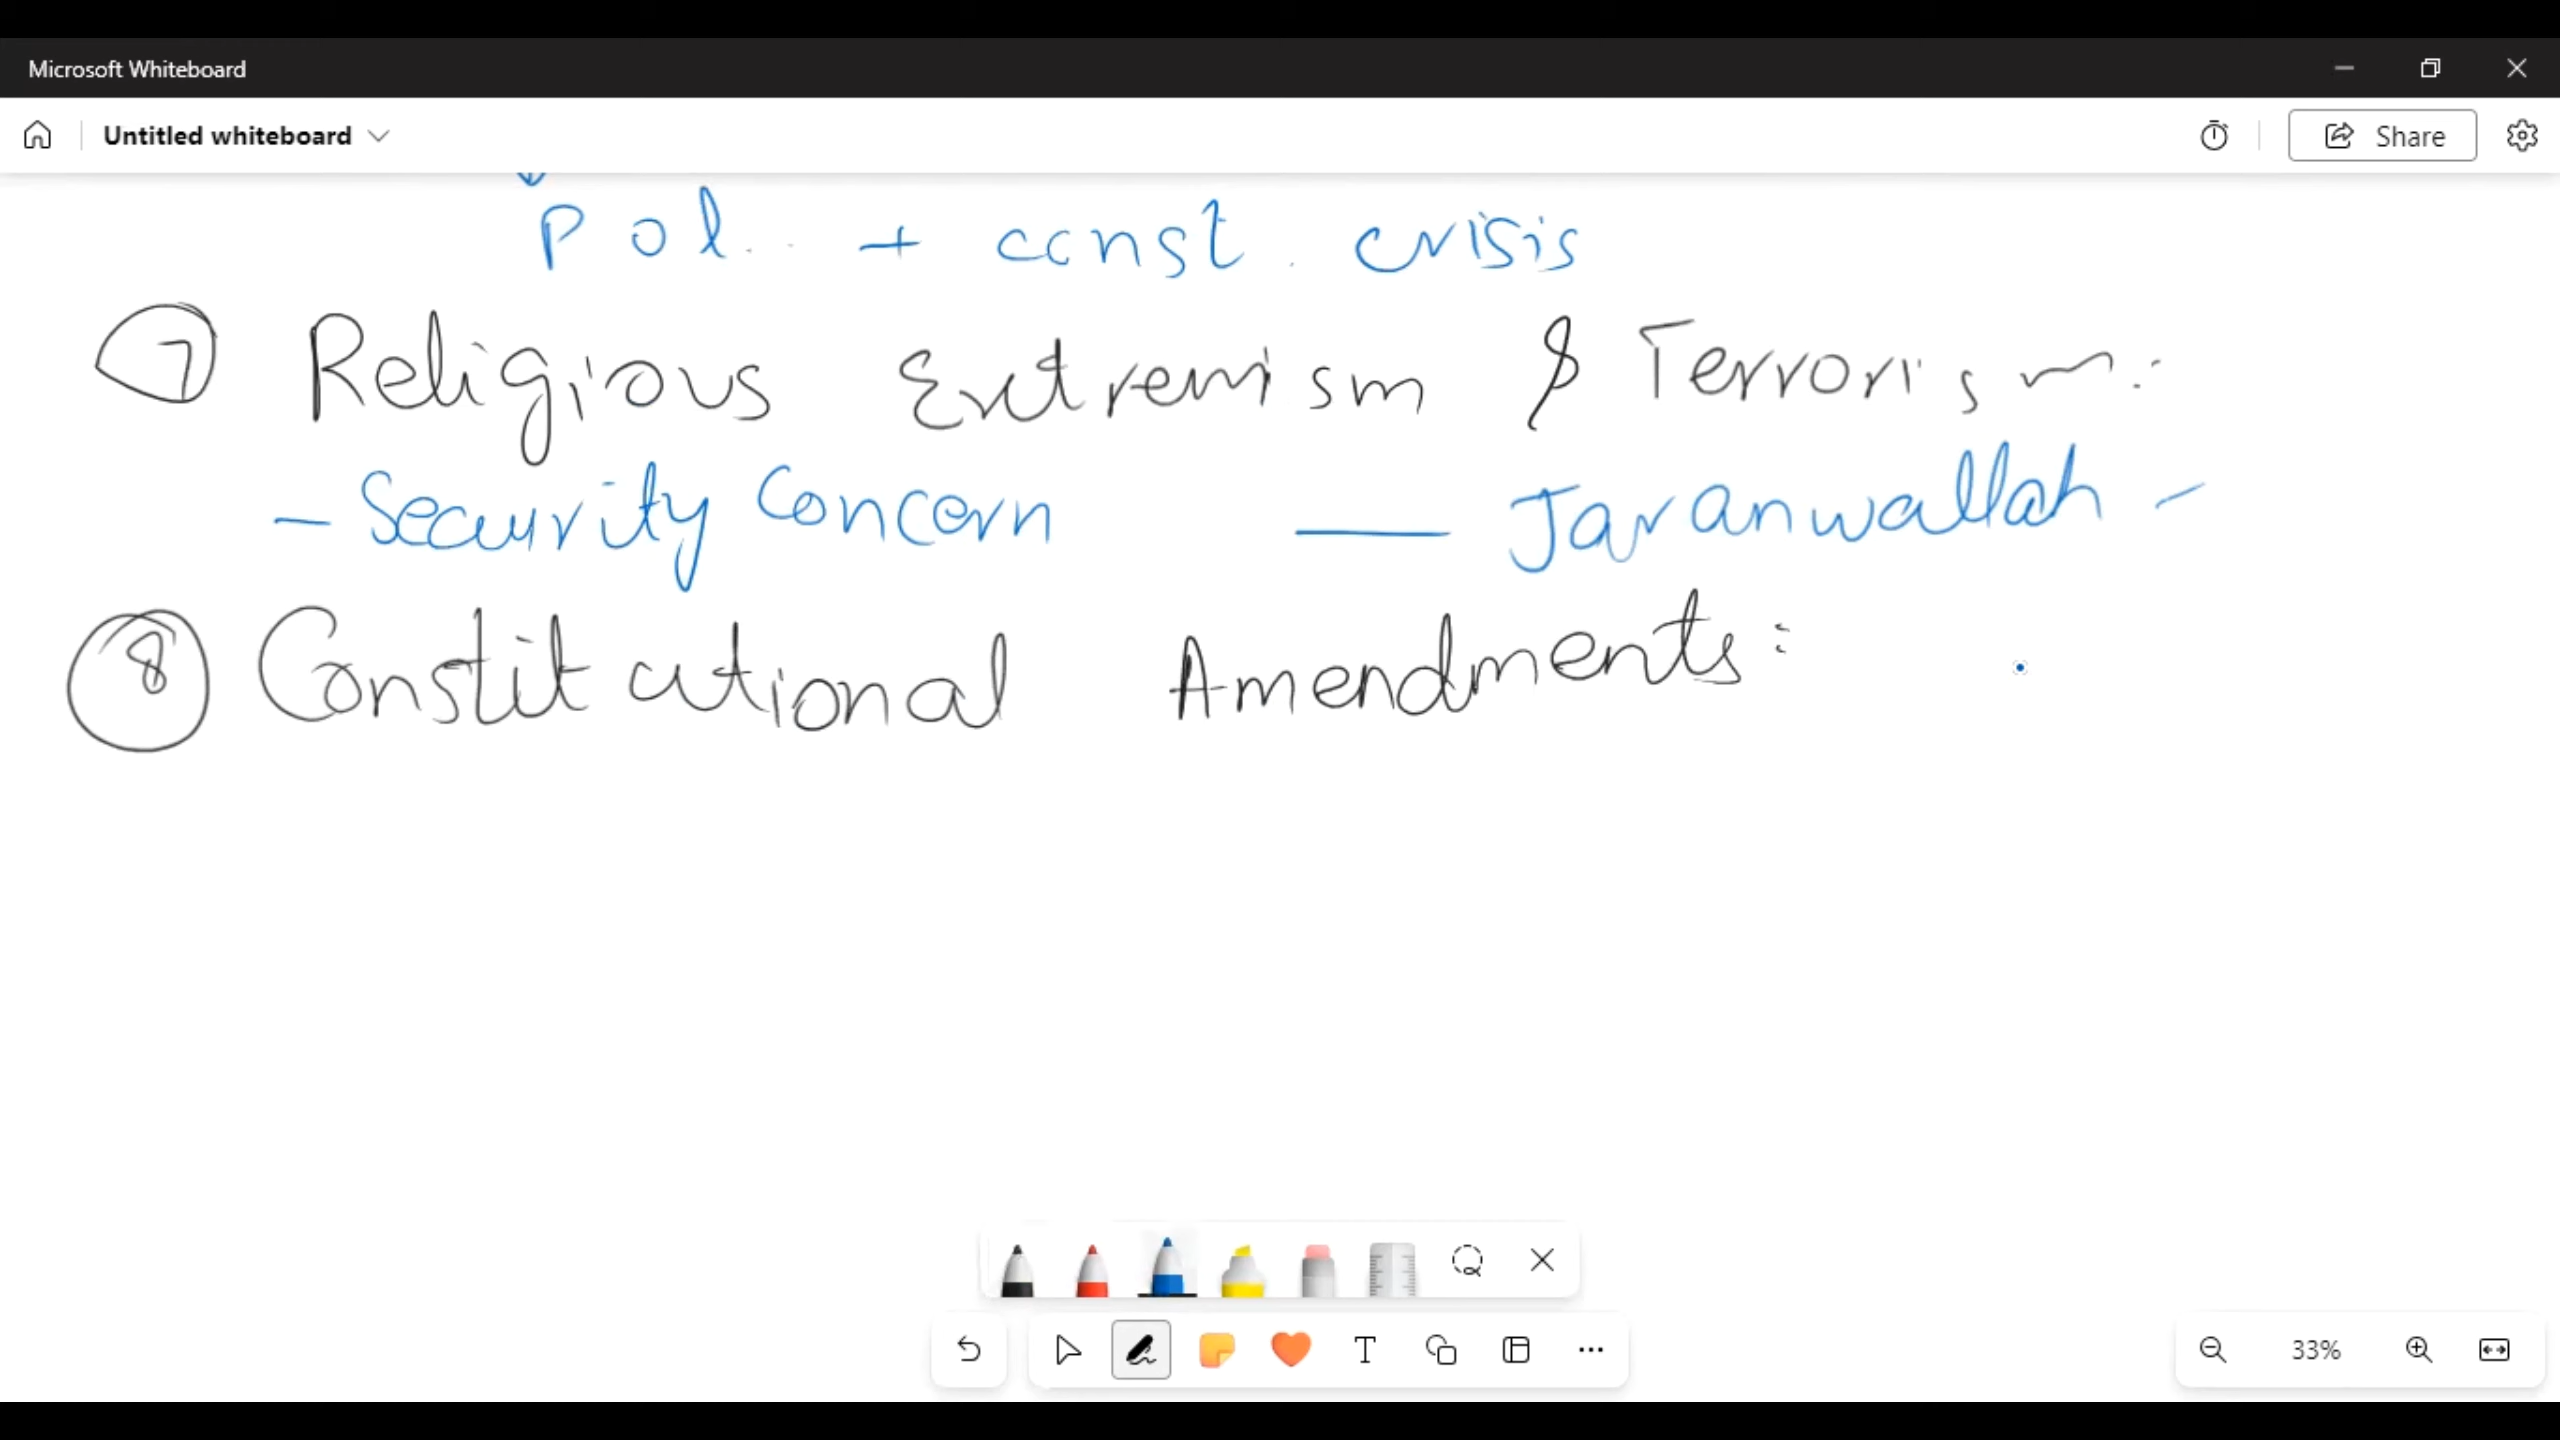 Microsoft Whiteboard
Untitled whiteboard
Share
Pol. + const. crisis
7 Religious Extremism & Terrorism:-
- Security Concern — Jaranwallah -
8 Constitutional Amendments:
T
33%